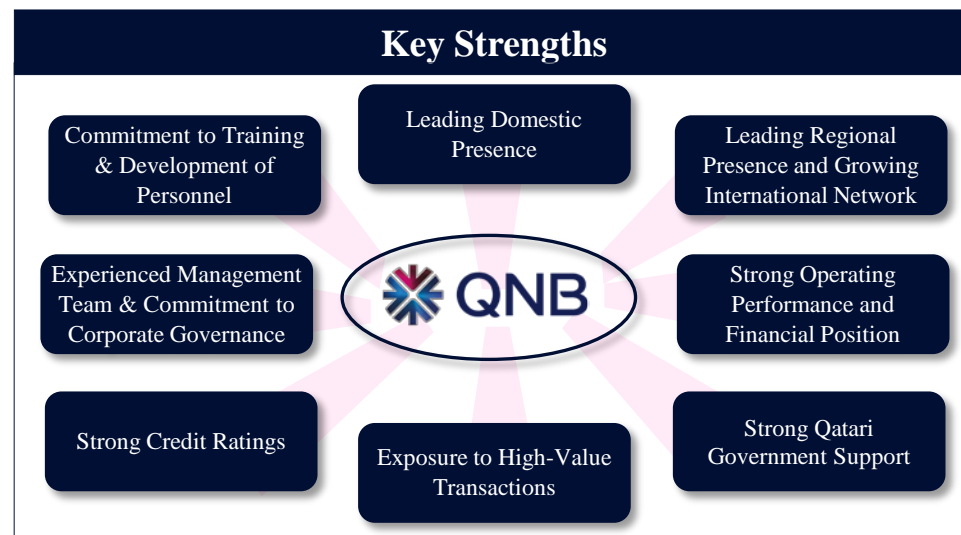 Key Strengths
Leading Domestic
Presence
Commitment to Training
& Development of
Personnel
Leading Regional
Presence and Growing
International Network
Experienced Management
Team & Commitment to
Corporate Governance
QNB
Strong Operating
Performance and
Financial Position
Strong Credit Ratings
Exposure to High-Value
Transactions
Strong Qatari
Government Support